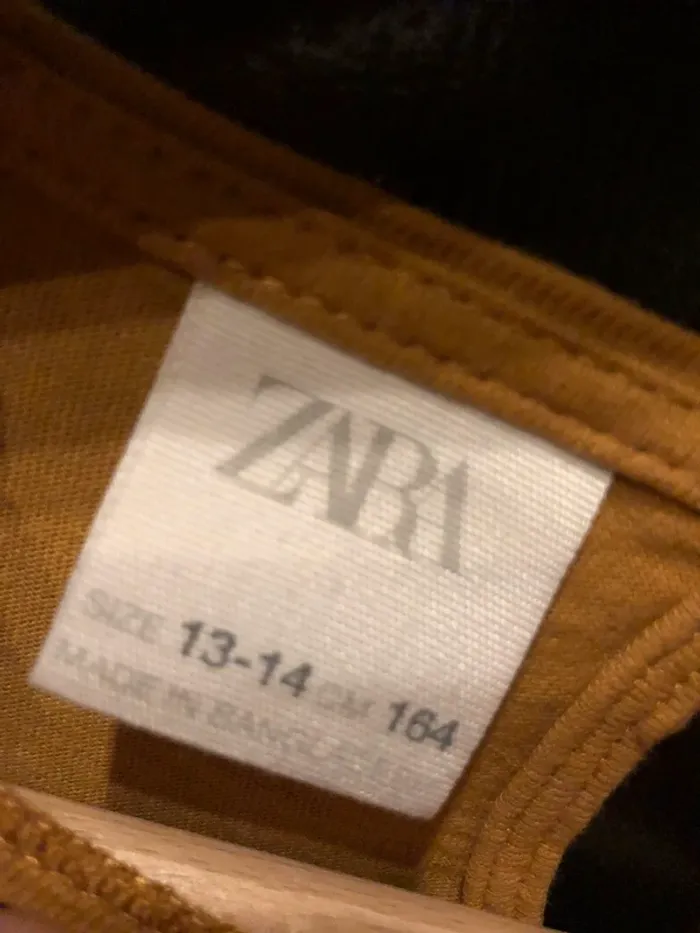 ZARA
SIZE 13-14 CM 164
MADE IN BANGLADESH